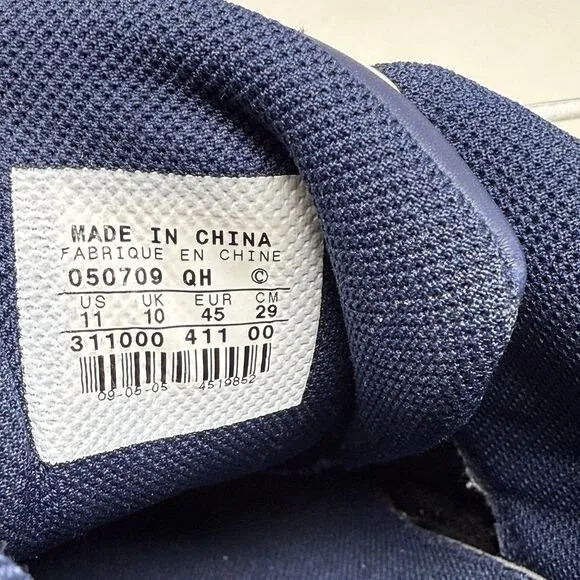 MADE IN CHINA
FABRIQUE EN CHINE
050709 QH ©
US UK EUR CM
11 10 45 29
311000 411 00
09-05-05 4519852